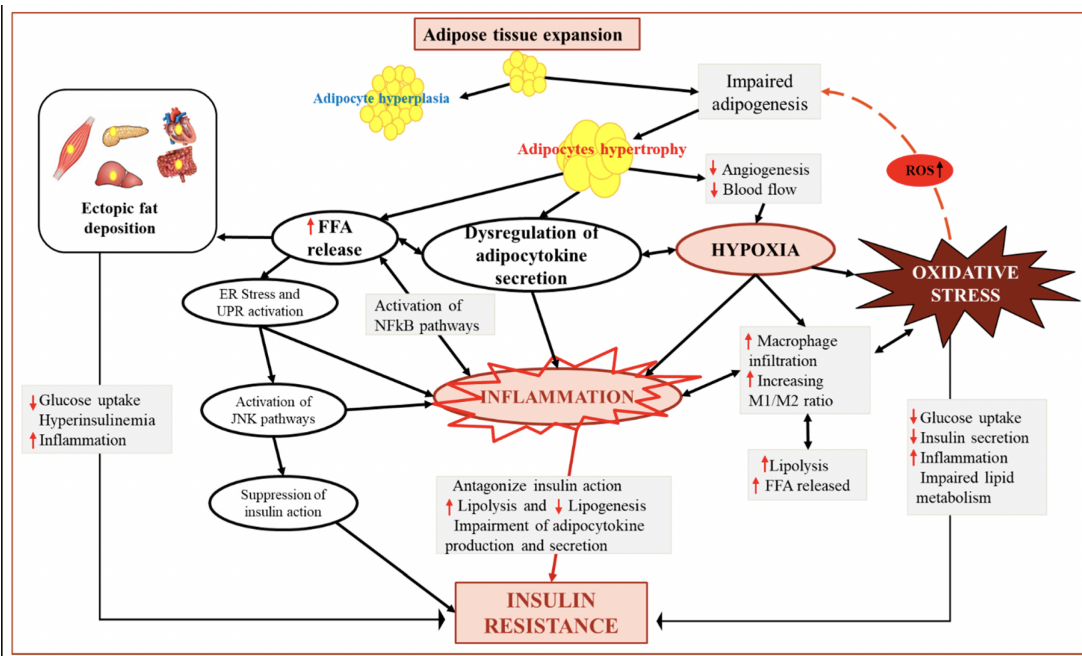 Adipose tissue expansion
Adipocyte hyperplasia
Impaired
adipogenesis
Adipocytes hypertrophy
Angiogenesis
Blood flow
ROS
Ectopic fat
deposition
FFA
release
Dysregulation of
adipocytokine
secretion
HYPOXIA
OXIDATIVE
STRESS
ER Stress and
UPR activation
Activation of
NFkB pathways
Macrophage
infiltration
Increasing
M1/M2 ratio
Glucose uptake
Hyperinsulinemia
Inflammation
Activation of
JNK pathways
INFLAMMATION
Glucose uptake
Insulin secretion
Inflammation
Impaired lipid
metabolism
Lipolysis
FFA released
Suppression of
insulin action
Antagonize insulin action
Lipolysis and Lipogenesis
Impairment of adipocytokine
production and secretion
INSULIN
RESISTANCE